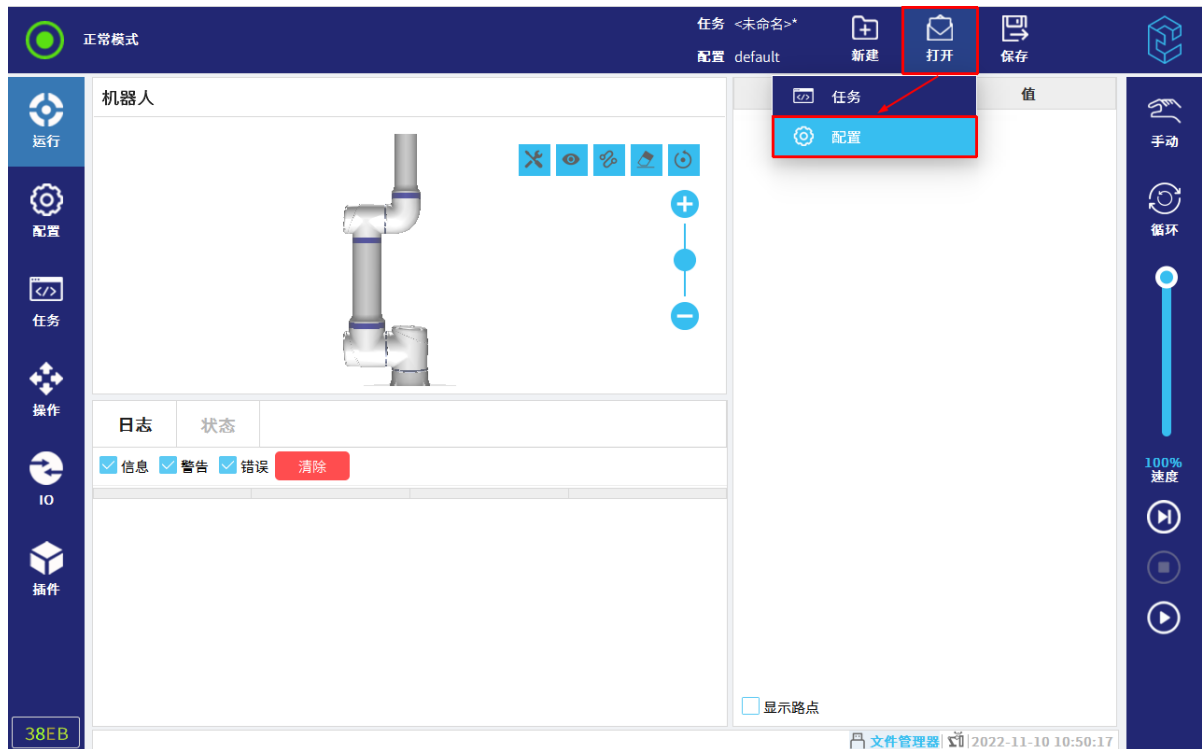 正常模式
任务 <未命名>*
配置 default
新建
打开
保存
运行
配置
任务
操作
IO
插件
38EB
机器人
任务
配置
值
日志
状态
信息
警告
错误
清除
显示路点
手动
循环
100%
速度
文件管理器
2022-11-10 10:50:17